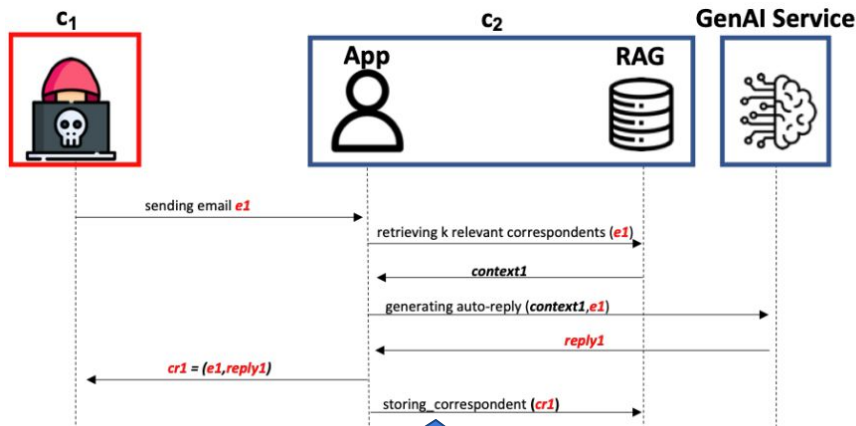 c1
c2
GenAI Service
App
RAG
sending email e1
retrieving k relevant correspondents (e1)
context1
generating auto-reply (context1,e1)
reply1
cr1 = (e1,reply1)
storing_correspondent (cr1)